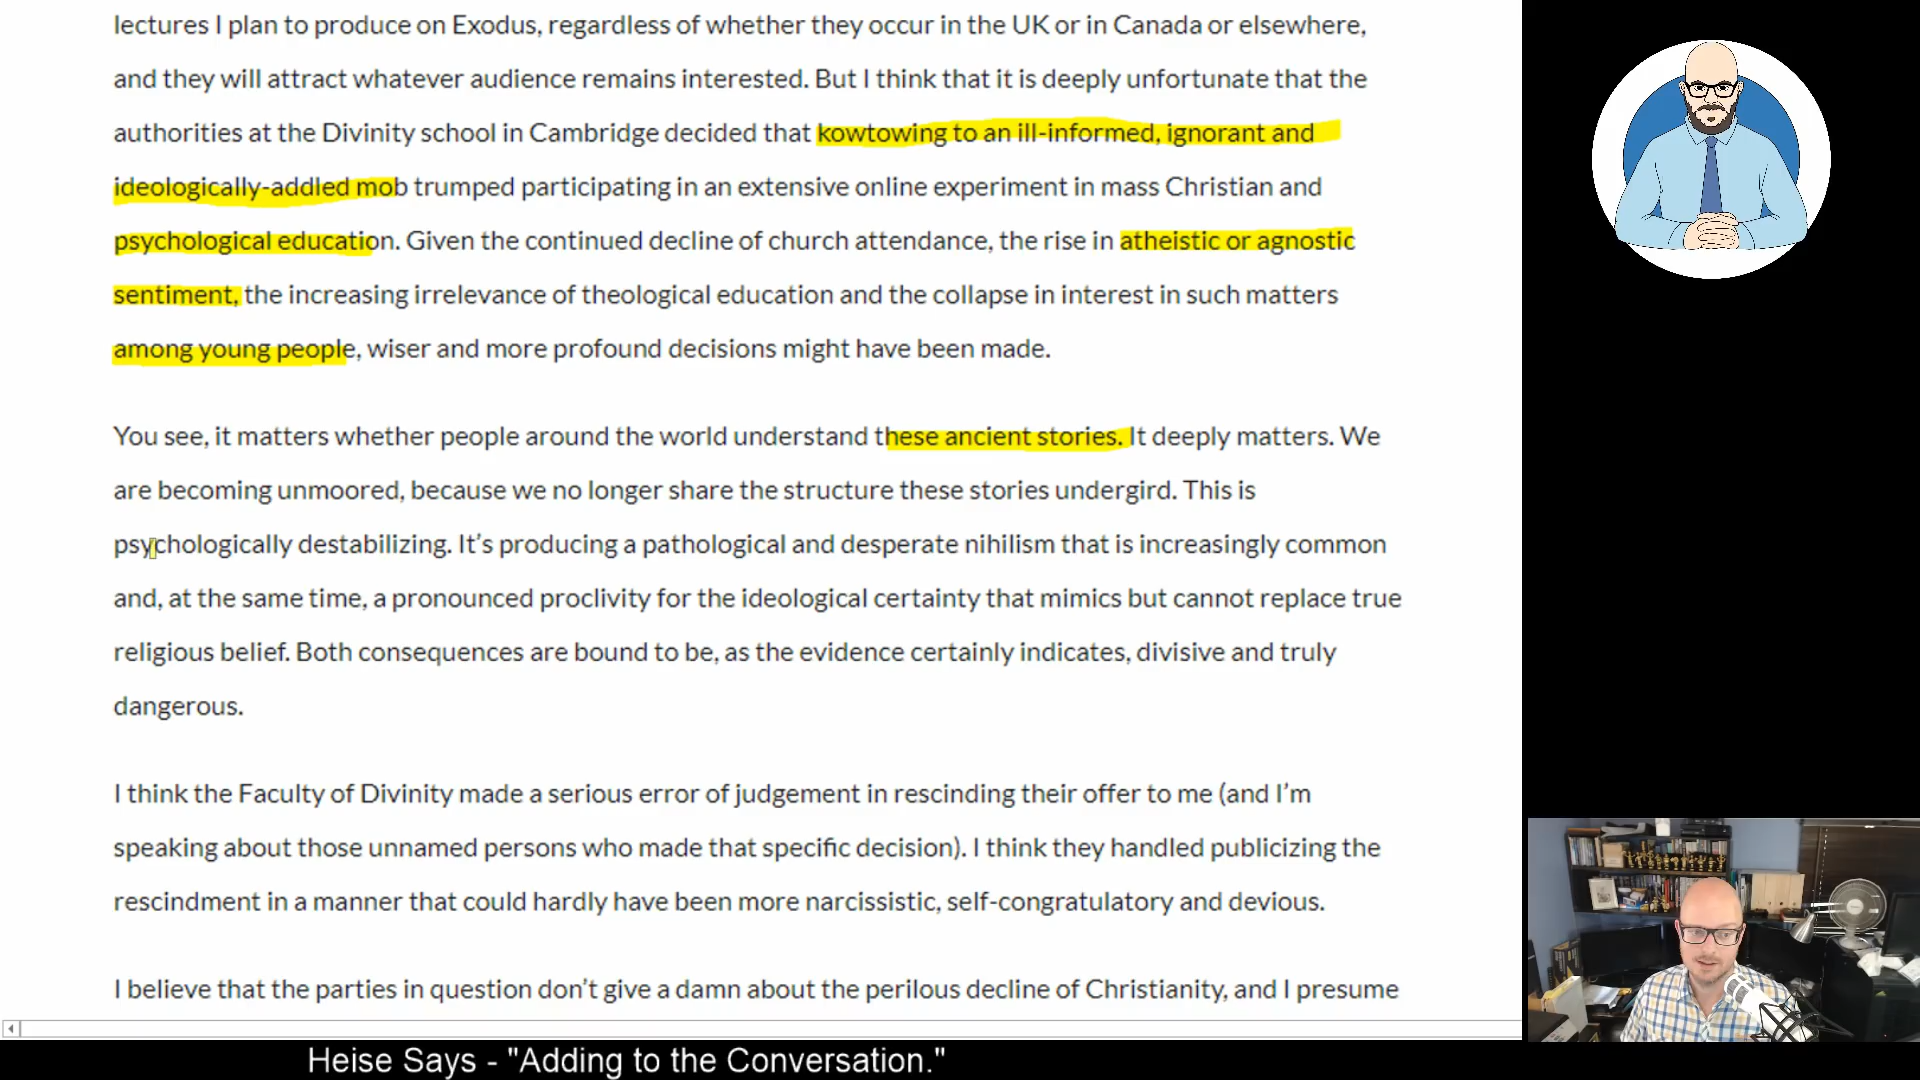 lectures I plan to produce on Exodus, regardless of whether they occur in the UK or in Canada or elsewhere,
and they will attract whatever audience remains interested. But I think that it is deeply unfortunate that the
authorities at the Divinity school in Cambridge decided that kowtowing to an ill-informed, ignorant and
ideologically-addled mob trumped participating in an extensive online experiment in mass Christian and
psychological education. Given the continued decline of church attendance, the rise in atheistic or agnostic
sentiment, the increasing irrelevance of theological education and the collapse in interest in such matters
among young people, wiser and more profound decisions might have been made.
You see, it matters whether people around the world understand these ancient stories. It deeply matters. We
are becoming unmoored, because we no longer share the structure these stories undergird. This is
psychologically destabilizing. It’s producing a pathological and desperate nihilism that is increasingly common
and, at the same time, a pronounced proclivity for the ideological certainty that mimics but cannot replace true
religious belief. Both consequences are bound to be, as the evidence certainly indicates, divisive and truly
dangerous.
I think the Faculty of Divinity made a serious error of judgement in rescinding their offer to me (and I’m
speaking about those unnamed persons who made that specific decision). I think they handled publicizing the
rescindment in a manner that could hardly have been more narcissistic, self-congratulatory and devious.
I believe that the parties in question don’t give a damn about the perilous decline of Christianity, and I presume
Heise Says - "Adding to the Conversation."